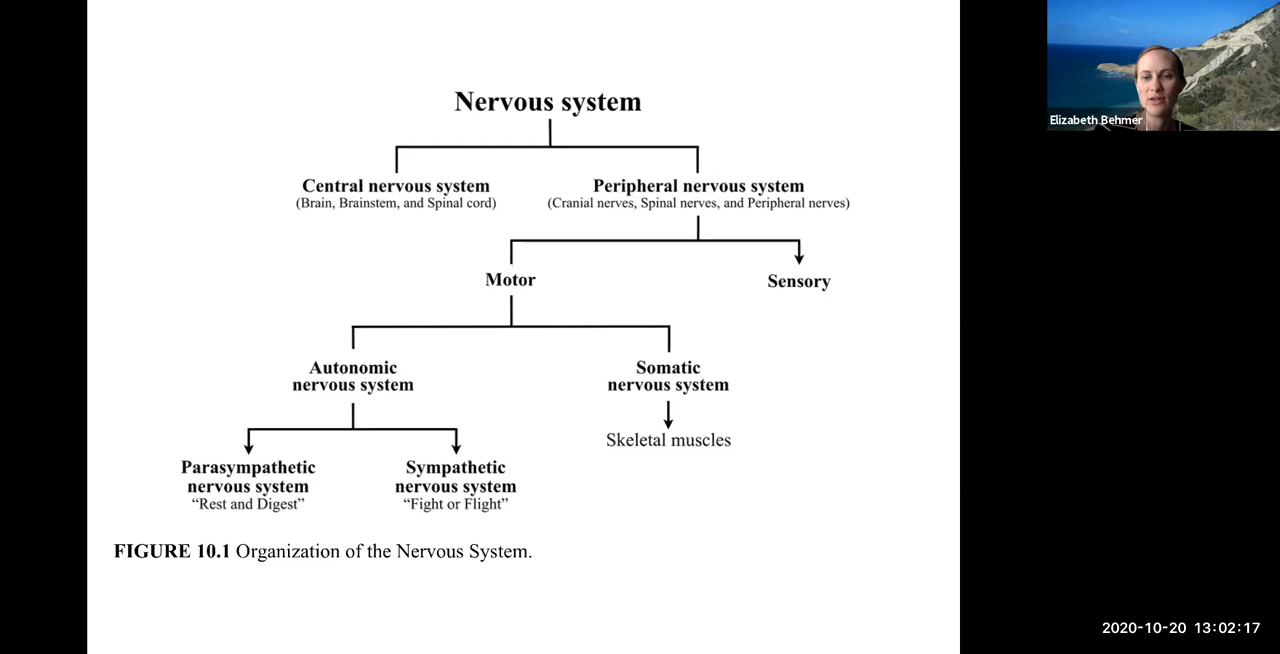 Nervous system
Central nervous system
(Brain, Brainstem, and Spinal cord)
Peripheral nervous system
(Cranial nerves, Spinal nerves, and Peripheral nerves)
Motor
Sensory
Autonomic
nervous system
Somatic
nervous system
Skeletal muscles
Parasympathetic
nervous system
“Rest and Digest”
Sympathetic
nervous system
“Fight or Flight”
FIGURE 10.1 Organization of the Nervous System.
Elizabeth Behmer
2020-10-20 13:02:17